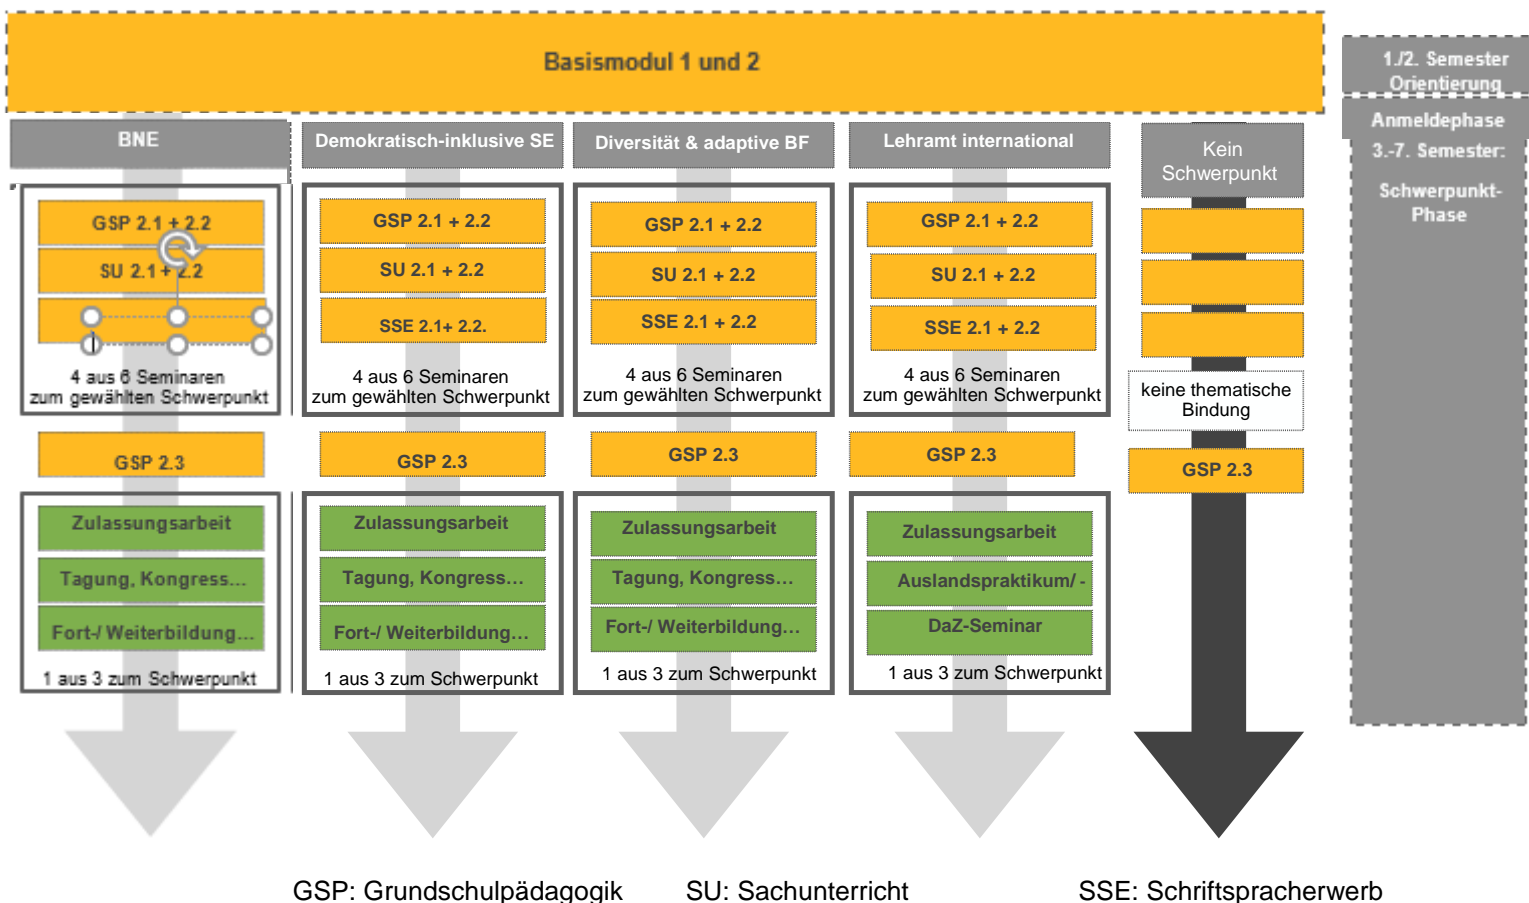 Basismodul 1 und 2
1./2. Semester
Orientierung
Anmeldephase
3.-7. Semester:
Schwerpunkt-
Phase
BNE
GSP 2.1 + 2.2
SU 2.1 + 2.2
4 aus 6 Seminaren
zum gewählten Schwerpunkt
GSP 2.3
Zulassungsarbeit
Tagung, Kongress...
Fort-/ Weiterbildung...
1 aus 3 zum Schwerpunkt
Demokratisch-inklusive SE
GSP 2.1 + 2.2
SU 2.1 + 2.2
SSE 2.1+ 2.2.
4 aus 6 Seminaren
zum gewählten Schwerpunkt
GSP 2.3
Zulassungsarbeit
Tagung, Kongress…
Fort-/ Weiterbildung…
1 aus 3 zum Schwerpunkt
Diversität & adaptive BF
GSP 2.1 + 2.2
SU 2.1 + 2.2
SSE 2.1 + 2.2
4 aus 6 Seminaren
zum gewählten Schwerpunkt
GSP 2.3
Zulassungsarbeit
Tagung, Kongress…
Fort-/ Weiterbildung…
1 aus 3 zum Schwerpunkt
Lehramt international
GSP 2.1 + 2.2
SU 2.1 + 2.2
SSE 2.1 + 2.2
4 aus 6 Seminaren
zum gewählten Schwerpunkt
GSP 2.3
Zulassungsarbeit
Auslandspraktikum/ -
DaZ-Seminar
1 aus 3 zum Schwerpunkt
Kein
Schwerpunkt
keine thematische
Bindung
GSP 2.3
GSP: Grundschulpädagogik SU: Sachunterricht SSE: Schriftspracherwerb